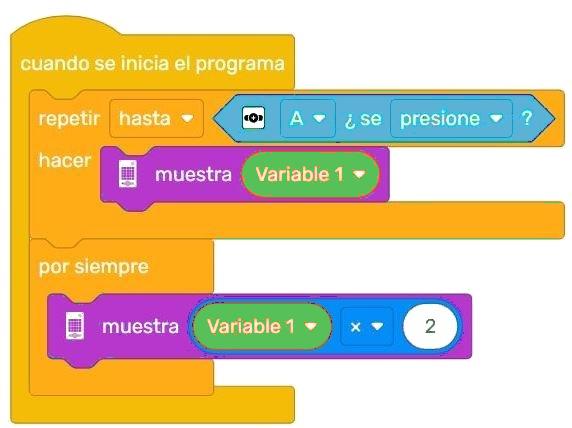 cuando se inicia el programa
repetir hasta A ¿ se presione ?
hacer muestra Variable 1
por siempre
muestra Variable 1 × 2